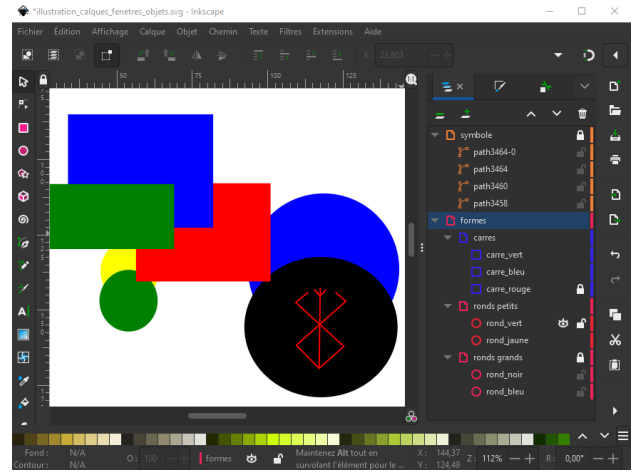 *illustration_calques_fenetres_objets.svg - Inkscape
Fichier Édition Affichage Calque Objet Chemin Texte Filtres Extensions Aide
X: 23,803
50 75 100 125
symbole
path3464-0
path3464
path3460
path3458
formes
carres
carre_vert
carre_bleu
carre_rouge
ronds petits
rond_vert
rond_jaune
ronds grands
rond_noir
rond_bleu
Fond : N/A O : 100 formes Maintenez Alt tout en X : 144,37 Z : 112% R : 0,00°
Contour : N/A survolant l'élément pour le ... Y : 124,49